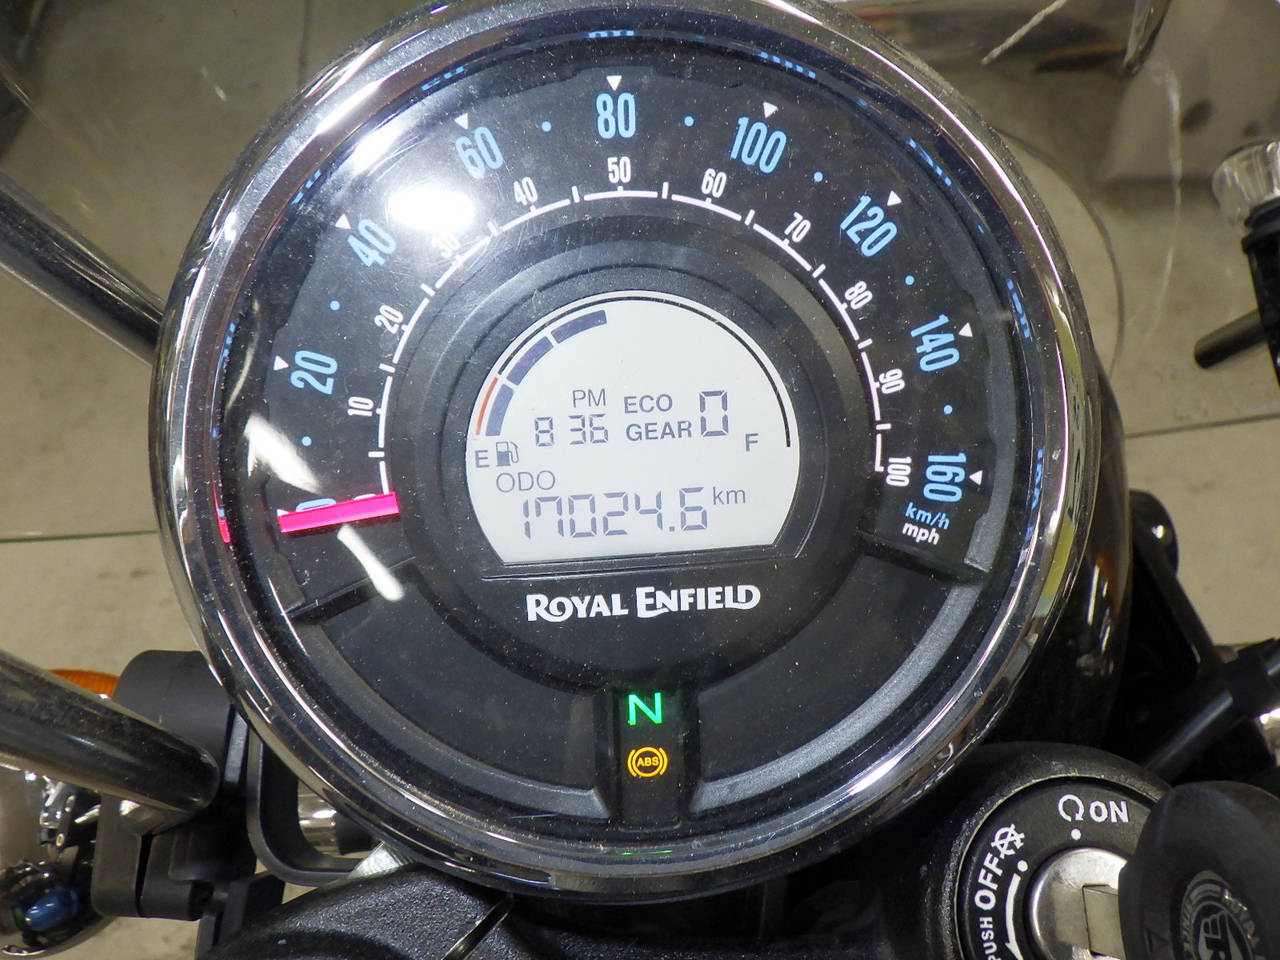 80
60
100
50
40
60
40
30
70
120
20
80
140
20
90
10
160
100
km/h
mph
PM
8 36
ECO
GEAR 0
E
F
ODO
17024.6 km
ROYAL ENFIELD
N
ABS
ON
OFF
PUSH